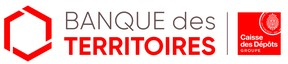 BANQUE des
TERRITOIRES
Caisse
des Dépôts
GROUPE